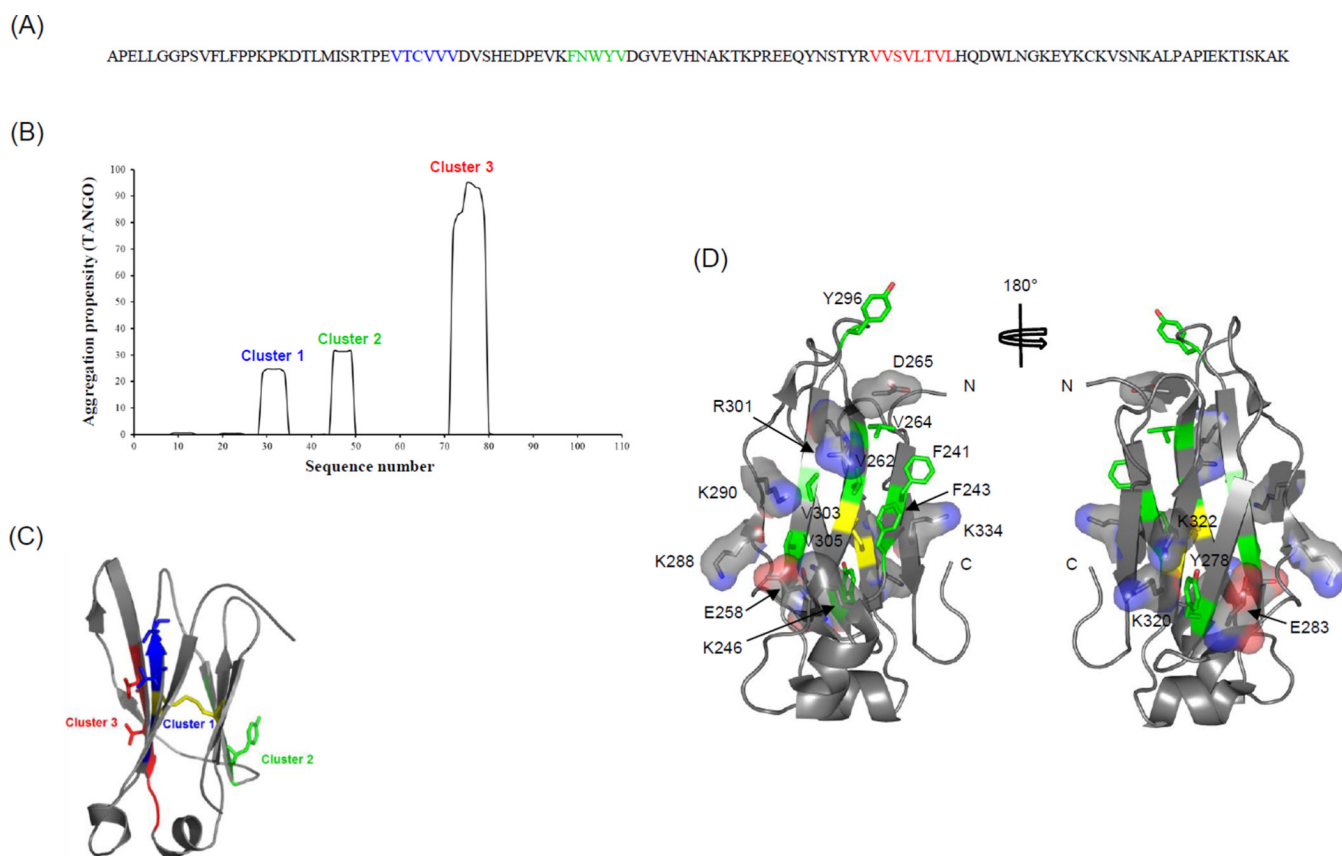 (A)
APELLGGPSVFLFPPKPKDTLMISRTPEVTCVVVDVSHEDPEVKFNWYVDGVEVHNAKTKPREEQYNSTYRVVSVLTVLHQDWLNGKEYKCKVSNKALPAPIEKTISKAK
(B)
Cluster 3
Cluster 2
Cluster 1
Aggregation propensity (TANGO)
100
90
80
70
60
50
40
30
20
10
0
0 10 20 30 40 50 60 70 80 90 100 110
Sequence number
(C)
Cluster 3
Cluster 1
Cluster 2
(D)
Y296
D265
N
R301
V264
V262
F241
F243
K290
V303
K334
V305
K288
C
E258
K246
180°
N
K322
Y278
C
K320
E283